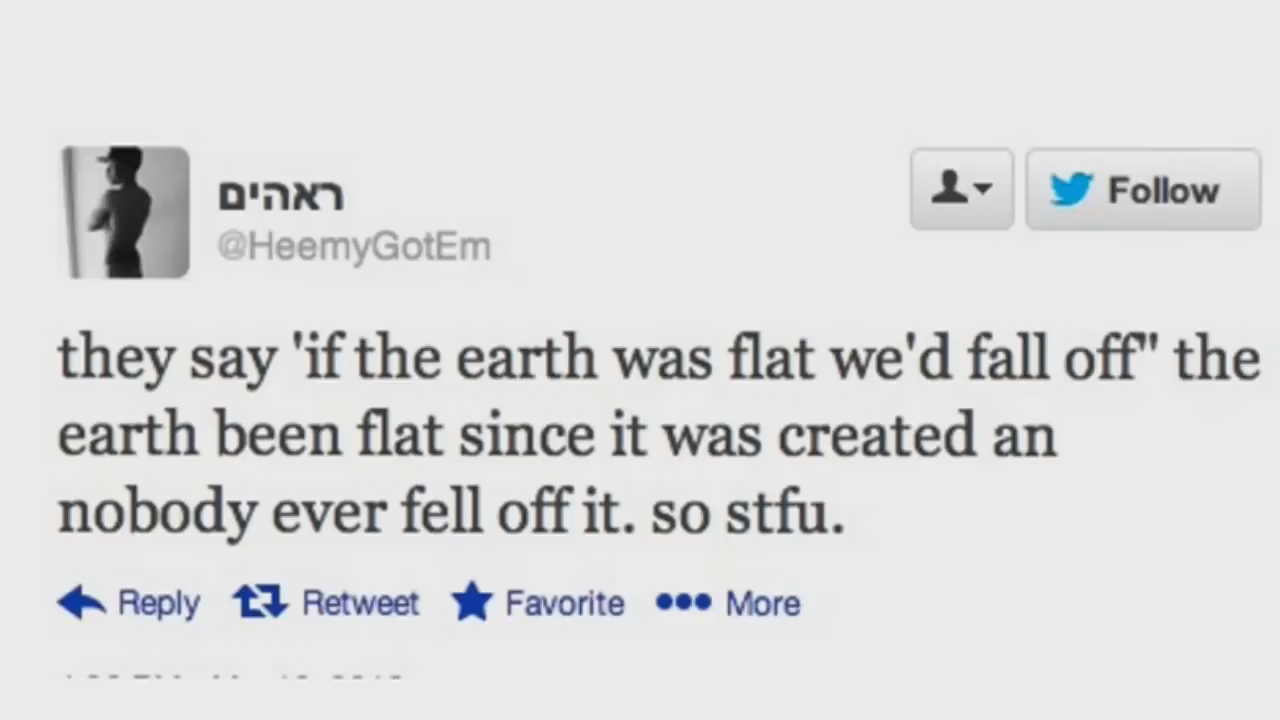 ראהים
@HeemyGotEm
Follow
they say 'if the earth was flat we'd fall off" the
earth been flat since it was created an
nobody ever fell off it. so stfu.
Reply Retweet Favorite More